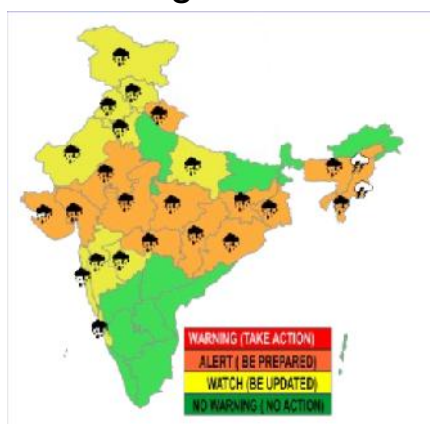 WARNING (TAKE ACTION)
ALERT ( BE PREPARED)
WATCH (BE UPDATED)
NO WARNING ( NO ACTION)